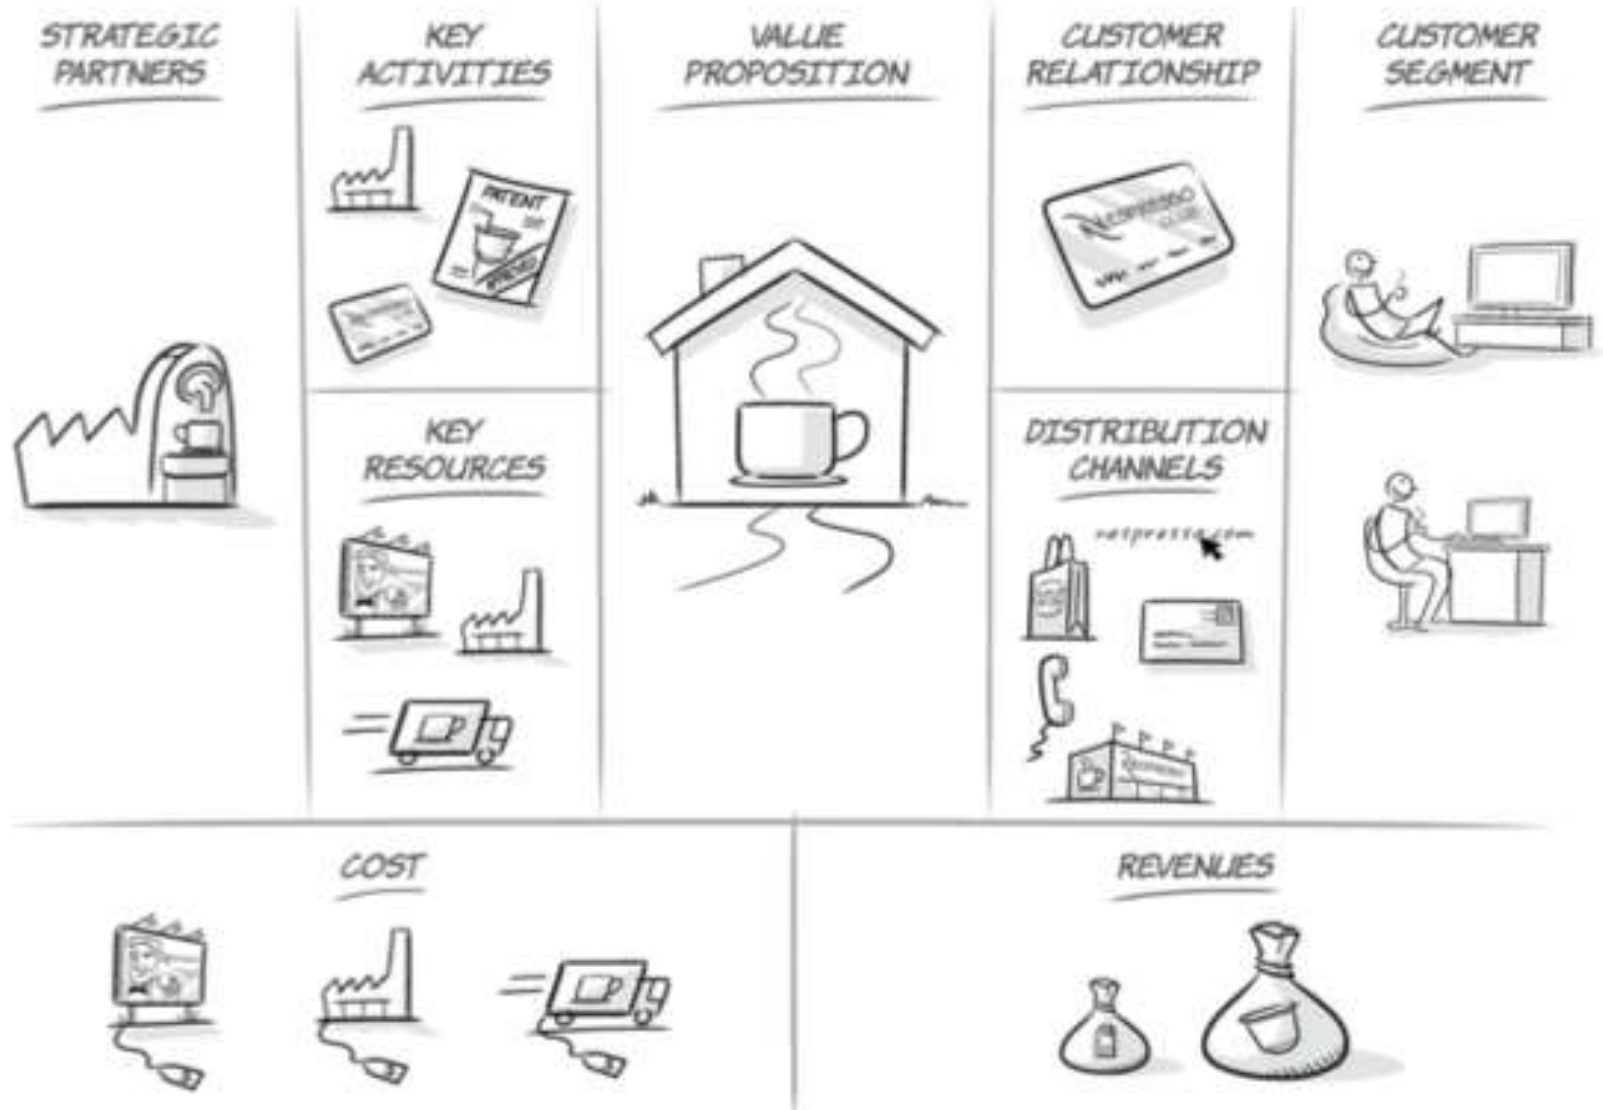 STRATEGIC
PARTNERS
KEY
ACTIVITIES
PATENT
VALUE
PROPOSITION
CUSTOMER
RELATIONSHIP
Nespresso
CUSTOMER
SEGMENT
KEY
RESOURCES
DISTRIBUTION
CHANNELS
nespresso.com
COST
REVENUES